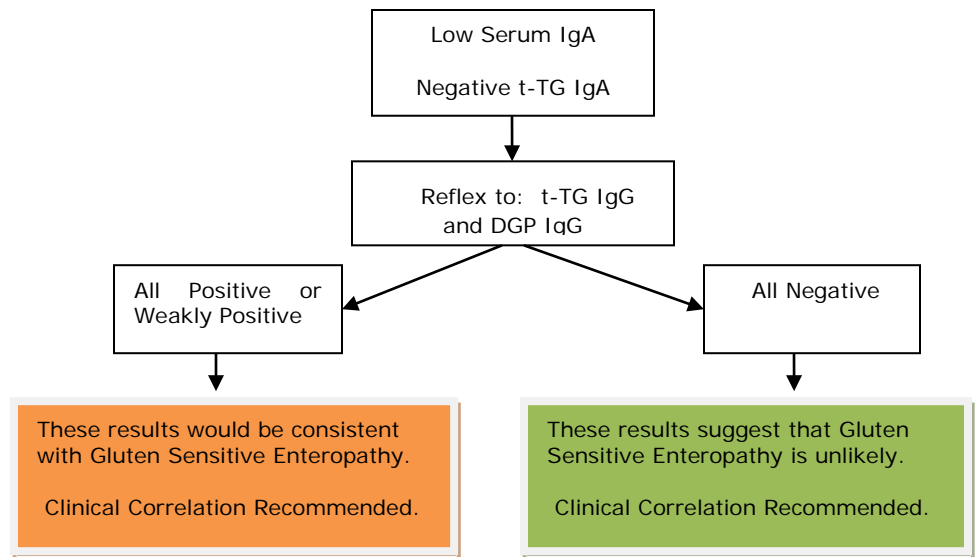 Low Serum IgA
Negative t-TG IgA
Reflex to: t-TG IgG
and DGP IgG
All Positive or
Weakly Positive
All Negative
These results would be consistent
with Gluten Sensitive Enteropathy.
Clinical Correlation Recommended.
These results suggest that Gluten
Sensitive Enteropathy is unlikely.
Clinical Correlation Recommended.